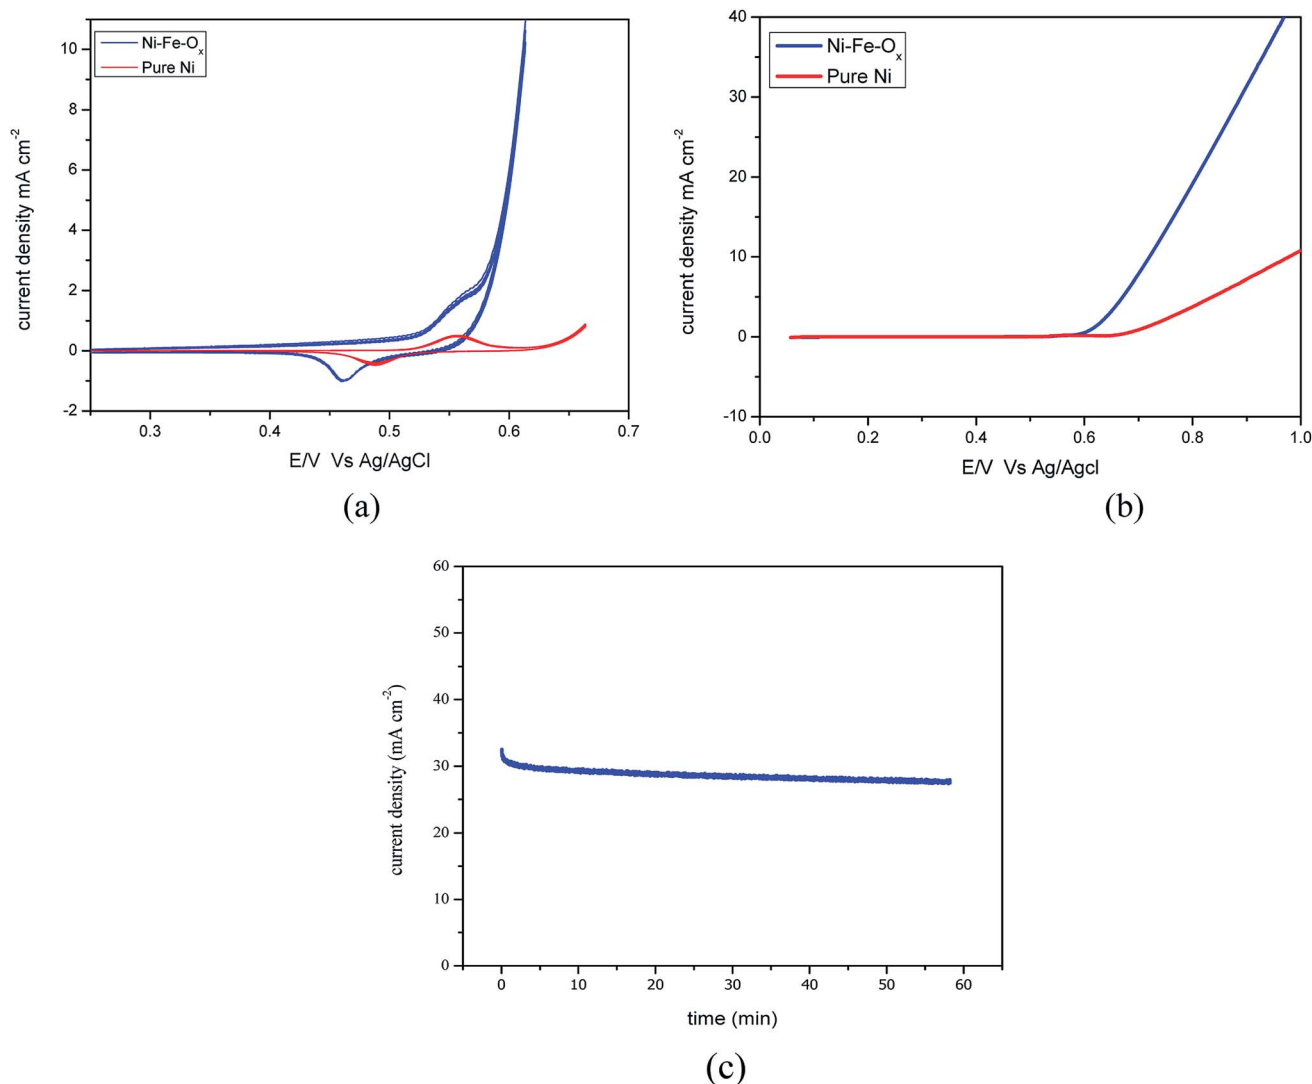 10
8
6
4
2
0
-2
current density mA cm⁻²
Ni-Fe-Oₓ
Pure Ni
0.3
0.4
0.5
0.6
0.7
E/V Vs Ag/AgCl
(a)
40
30
20
10
0
-10
current density mA cm⁻²
Ni-Fe-Oₓ
Pure Ni
0.0
0.2
0.4
0.6
0.8
1.0
E/V Vs Ag/Agcl
(b)
60
50
40
30
20
10
0
current density (mA cm⁻²)
0
10
20
30
40
50
60
time (min)
(c)